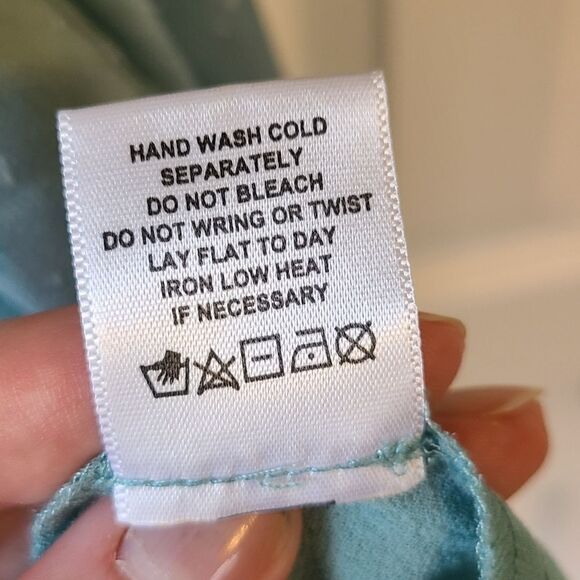 HAND WASH COLD
SEPARATELY
DO NOT BLEACH
DO NOT WRING OR TWIST
LAY FLAT TO DAY
IRON LOW HEAT
IF NECESSARY